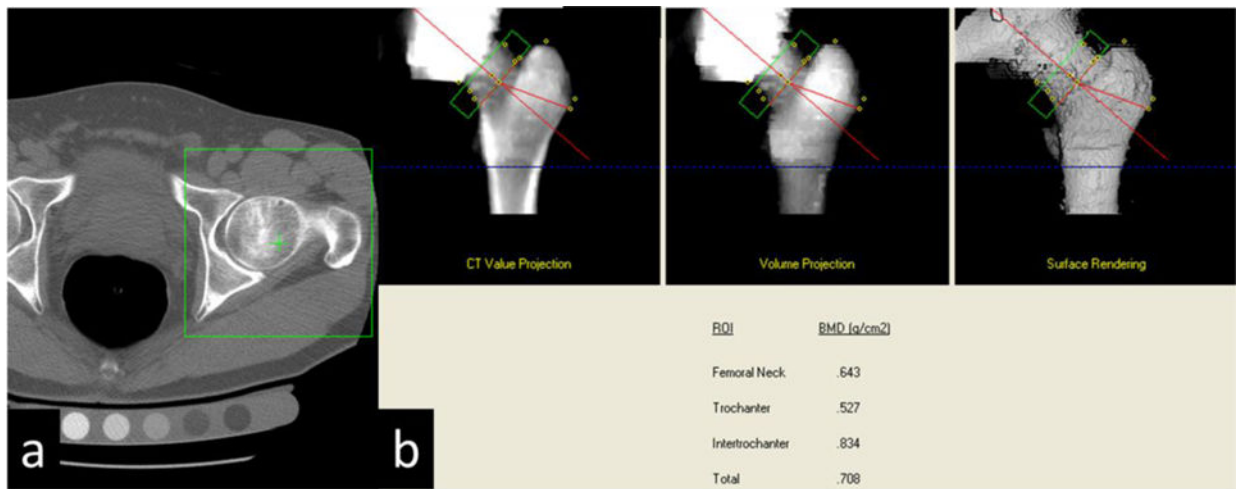 CT Value Projection
Volume Projection
Surface Rendering
ROI BMD (g/cm2)
Femoral Neck .643
Trochanter .527
Intertrochanter .834
Total .708
a
b